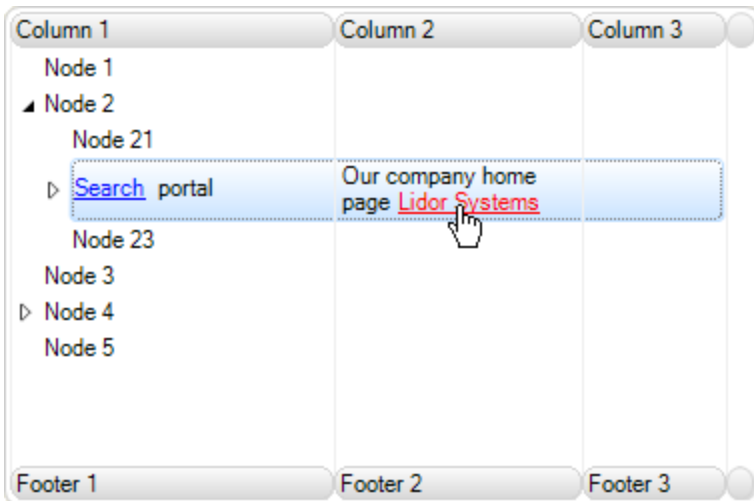 Column 1 Column 2 Column 3
Node 1
Node 2
Node 21
Search portal
Our company home
page Lidor Systems
Node 23
Node 3
Node 4
Node 5
Footer 1 Footer 2 Footer 3